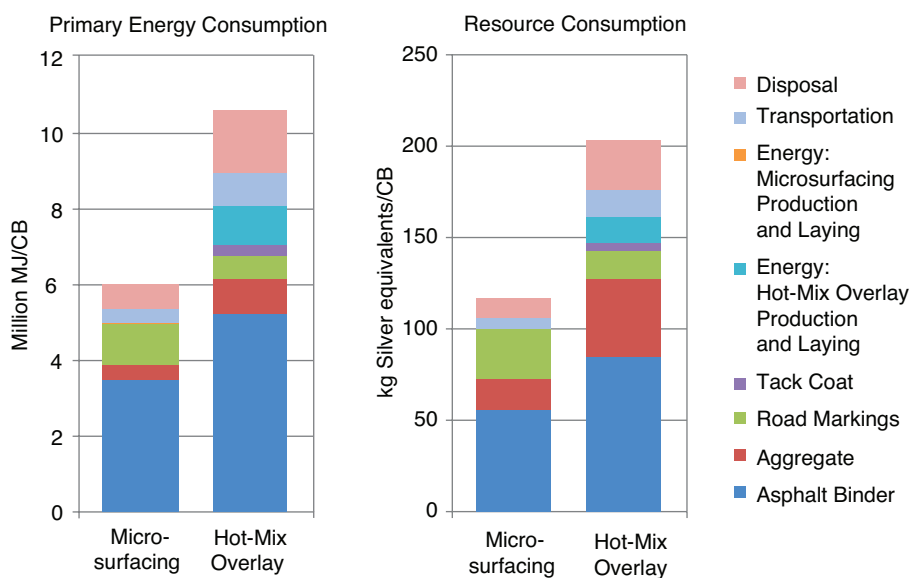 Primary Energy Consumption
12
10
8
6
4
2
0
Million MJ/CB
Micro-
surfacing
Hot-Mix
Overlay
Resource Consumption
250
200
150
100
50
0
kg Silver equivalents/CB
Micro-
surfacing
Hot-Mix
Overlay
Disposal
Transportation
Energy:
Microsurfacing
Production
and Laying
Energy:
Hot-Mix Overlay
Production
and Laying
Tack Coat
Road Markings
Aggregate
Asphalt Binder